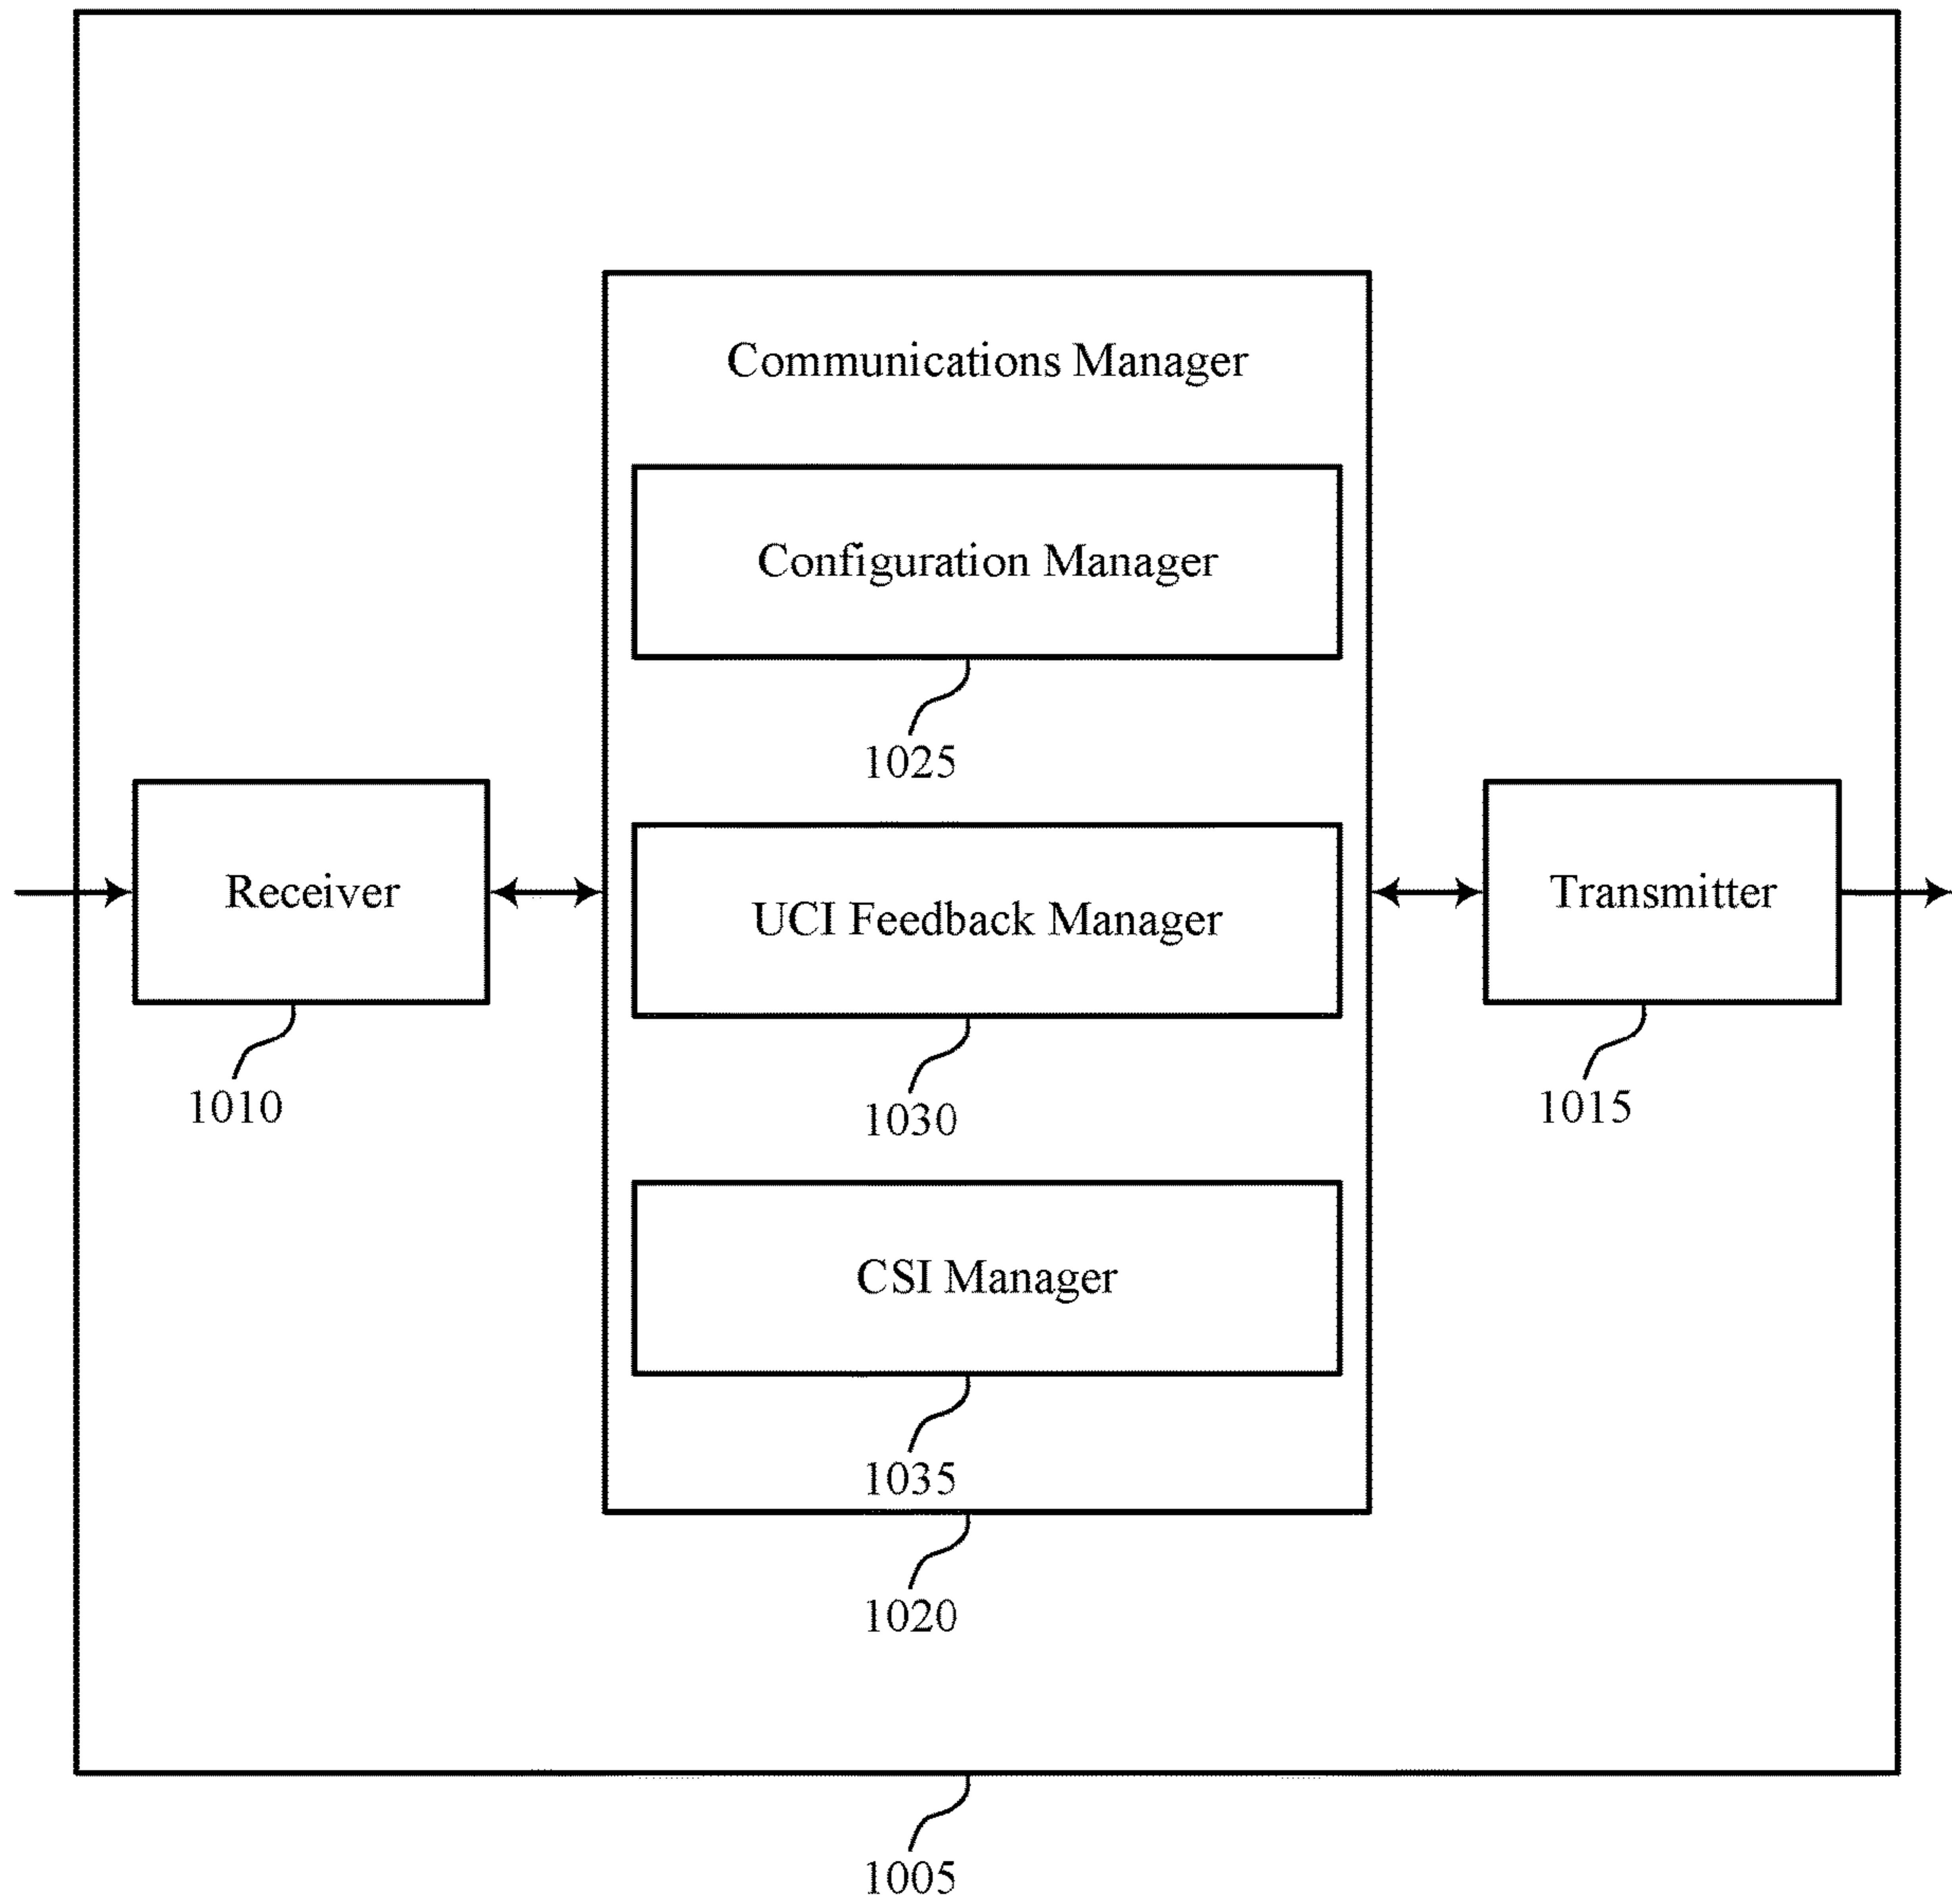 Communications Manager
Configuration Manager
1025
Receiver
1010
UCI Feedback Manager
1030
Transmitter
1015
CSI Manager
1035
1020
1005